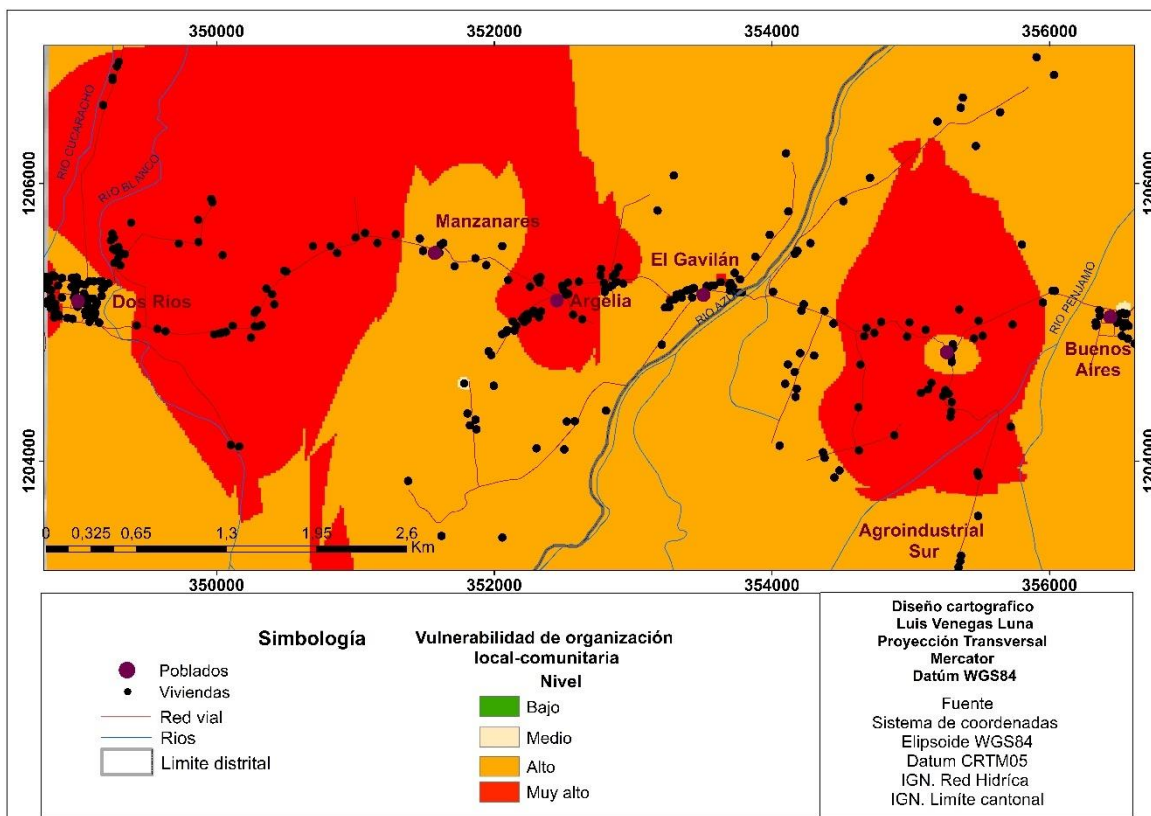 350000 352000 354000 356000
1206000
1206000
1204000
1204000
RIO CUCARACHO
RIO BLANCO
Manzanares
El Gavilán
Dos Rios
Argelia
RIO AZUL
RIO PENJAMO
Buenos
Aires
Agroindustrial
Sur
0 0,325 0,65 1,3 1,95 2,6
Km
350000 352000 354000 356000
Simbología
Poblados
Viviendas
Red vial
Rios
Limite distrital
Vulnerabilidad de organización
local-comunitaria
Nivel
Bajo
Medio
Alto
Muy alto
Diseño cartografico
Luis Venegas Luna
Proyección Transversal
Mercator
Datúm WGS84
Fuente
Sistema de coordenadas
Elipsoide WGS84
Datum CRTM05
IGN. Red Hidríca
IGN. Limíte cantonal